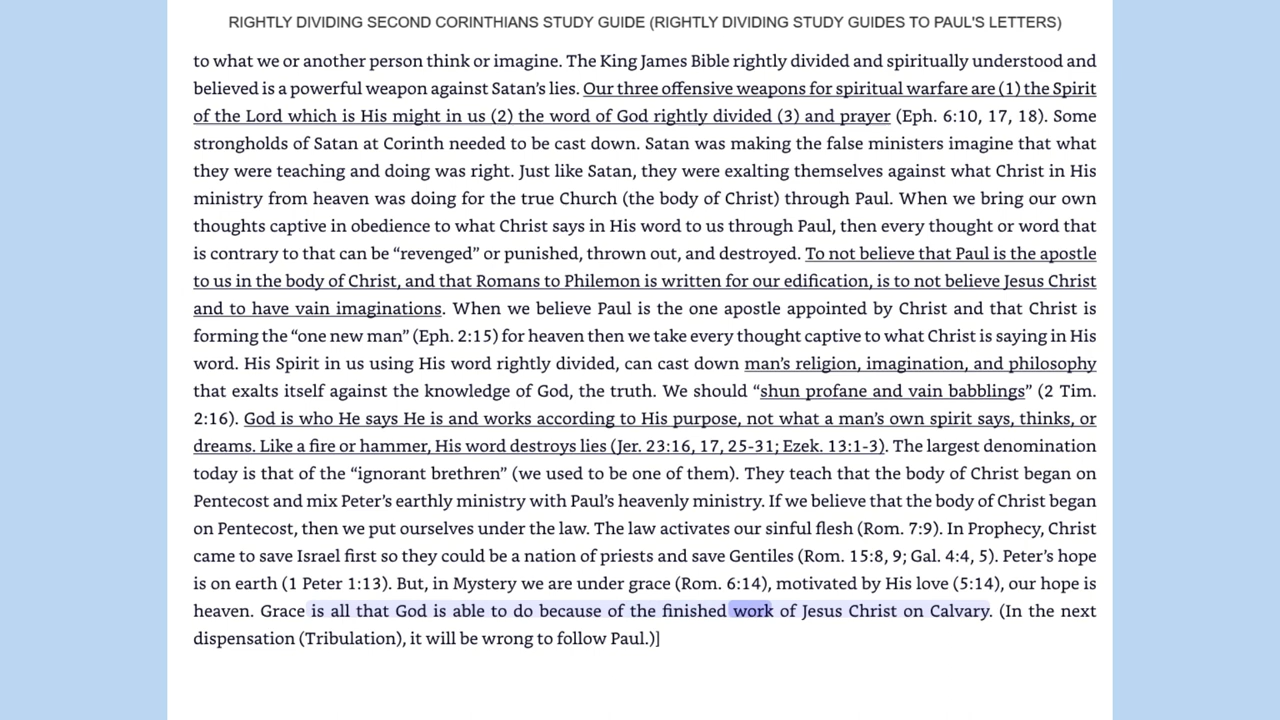 RIGHTLY DIVIDING SECOND CORINTHIANS STUDY GUIDE (RIGHTLY DIVIDING STUDY GUIDES TO PAUL'S LETTERS)
to what we or another person think or imagine. The King James Bible rightly divided and spiritually understood and
believed is a powerful weapon against Satan’s lies. Our three offensive weapons for spiritual warfare are (1) the Spirit
of the Lord which is His might in us (2) the word of God rightly divided (3) and prayer (Eph. 6:10, 17, 18). Some
strongholds of Satan at Corinth needed to be cast down. Satan was making the false ministers imagine that what
they were teaching and doing was right. Just like Satan, they were exalting themselves against what Christ in His
ministry from heaven was doing for the true Church (the body of Christ) through Paul. When we bring our own
thoughts captive in obedience to what Christ says in His word to us through Paul, then every thought or word that
is contrary to that can be “revenged” or punished, thrown out, and destroyed. To not believe that Paul is the apostle
to us in the body of Christ, and that Romans to Philemon is written for our edification, is to not believe Jesus Christ
and to have vain imaginations. When we believe Paul is the one apostle appointed by Christ and that Christ is
forming the “one new man” (Eph. 2:15) for heaven then we take every thought captive to what Christ is saying in His
word. His Spirit in us using His word rightly divided, can cast down man’s religion, imagination, and philosophy
that exalts itself against the knowledge of God, the truth. We should “shun profane and vain babblings” (2 Tim.
2:16). God is who He says He is and works according to His purpose, not what a man’s own spirit says, thinks, or
dreams. Like a fire or hammer, His word destroys lies (Jer. 23:16, 17, 25-31; Ezek. 13:1-3). The largest denomination
today is that of the “ignorant brethren” (we used to be one of them). They teach that the body of Christ began on
Pentecost and mix Peter’s earthly ministry with Paul’s heavenly ministry. If we believe that the body of Christ began
on Pentecost, then we put ourselves under the law. The law activates our sinful flesh (Rom. 7:9). In Prophecy, Christ
came to save Israel first so they could be a nation of priests and save Gentiles (Rom. 15:8, 9; Gal. 4:4, 5). Peter’s hope
is on earth (1 Peter 1:13). But, in Mystery we are under grace (Rom. 6:14), motivated by His love (5:14), our hope is
heaven. Grace is all that God is able to do because of the finished work of Jesus Christ on Calvary. (In the next
dispensation (Tribulation), it will be wrong to follow Paul.)]